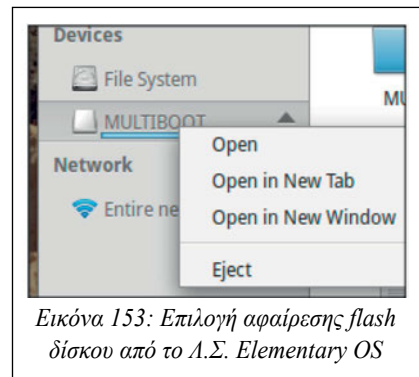 Devices
File System
MULTIBOOT
Network
Entire ne
MU
Open
Open in New Tab
Open in New Window
Eject
Εικόνα 153: Επιλογή αφαίρεσης flash
δίσκου από το Λ.Σ. Elementary OS